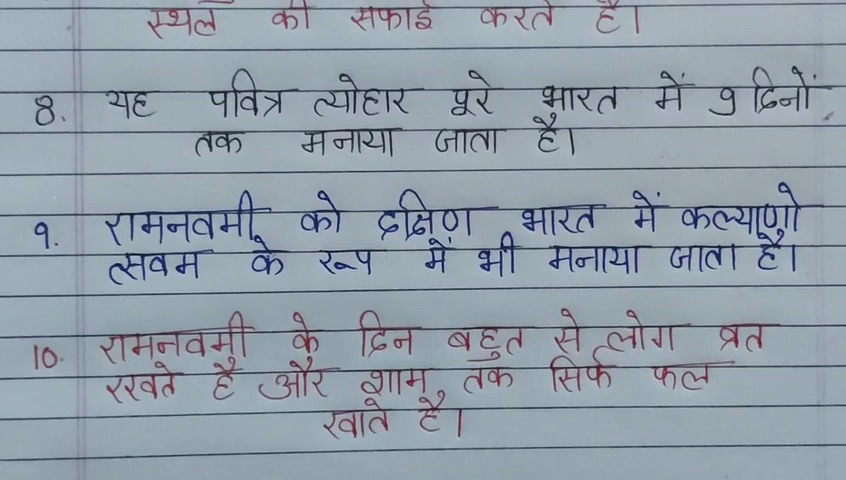 स्थल की सफाई करते है।
8. यह पवित्र त्योहार पूरे भारत में 9 दिनों
तक मनाया जाता है।
9. रामनवमी को दक्षिण भारत में कल्याणो
त्सवम के रूप में भी मनाया जाता है।
10. रामनवमी के दिन बहुत से लोग व्रत
रखते है और शाम तक सिर्फ फल
खाते है।